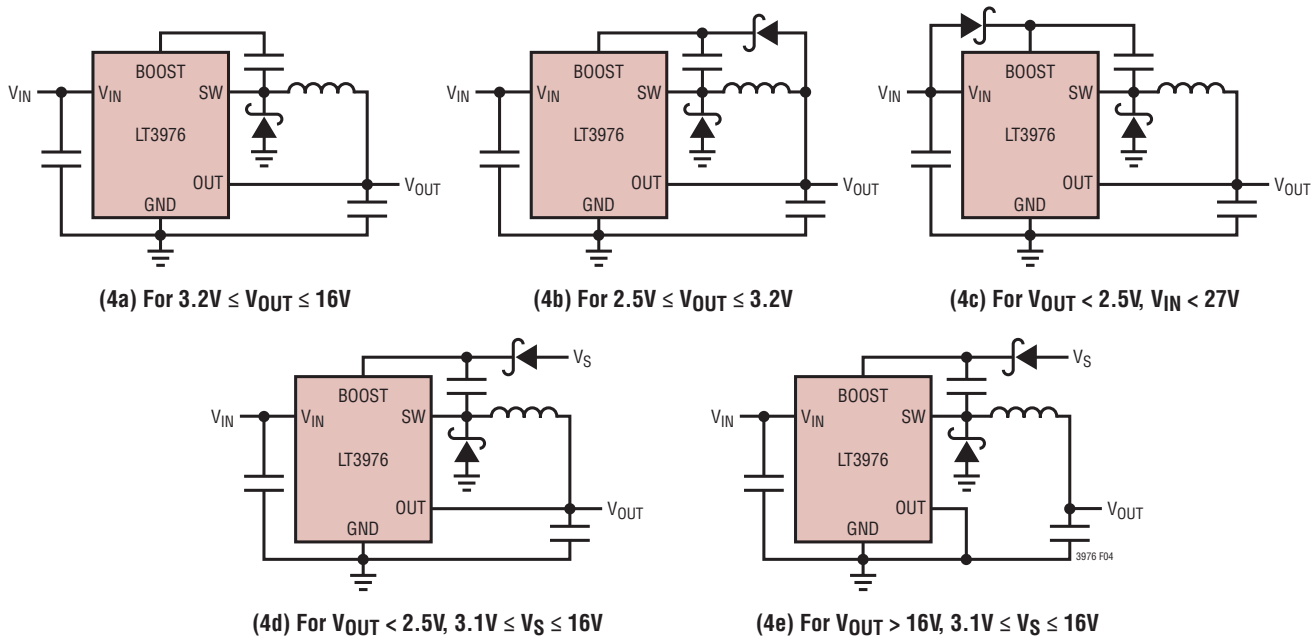 BOOST
V_IN
V_IN
SW
LT3976
OUT
V_OUT
GND
(4a) For 3.2V ≤ V_OUT ≤ 16V
BOOST
V_IN
V_IN
SW
LT3976
OUT
V_OUT
GND
(4b) For 2.5V ≤ V_OUT ≤ 3.2V
BOOST
V_IN
V_IN
SW
LT3976
OUT
V_OUT
GND
(4c) For V_OUT < 2.5V, V_IN < 27V
V_S
BOOST
V_IN
V_IN
SW
LT3976
OUT
V_OUT
GND
(4d) For V_OUT < 2.5V, 3.1V ≤ V_S ≤ 16V
V_S
BOOST
V_IN
V_IN
SW
LT3976
OUT
V_OUT
GND
3976 F04
(4e) For V_OUT > 16V, 3.1V ≤ V_S ≤ 16V